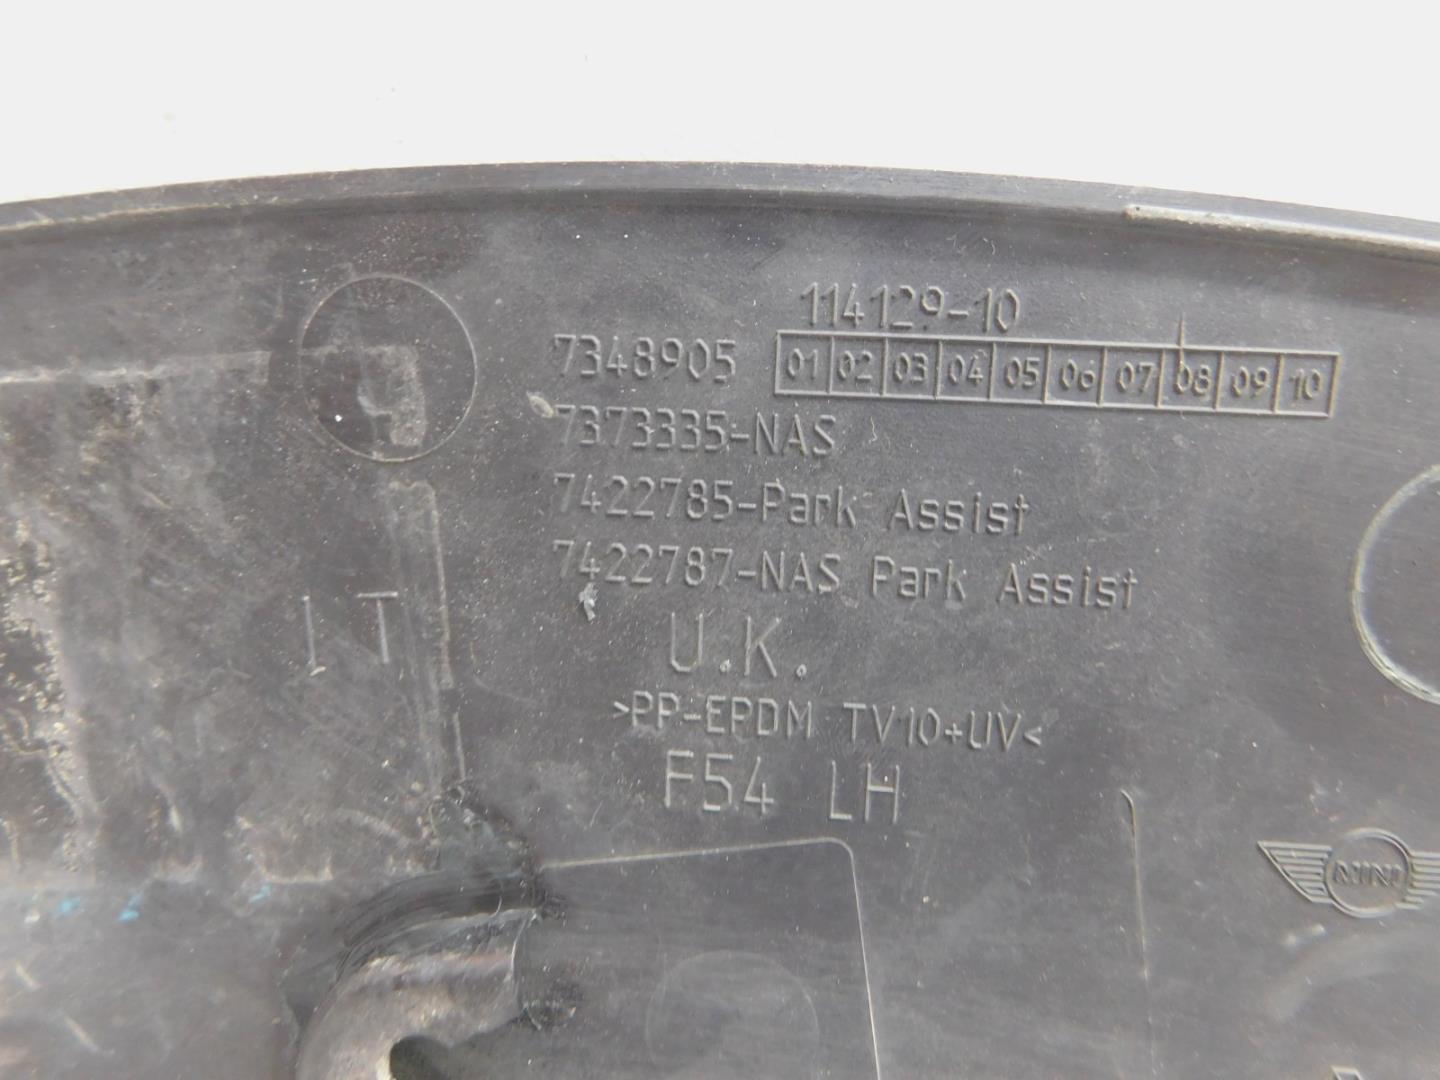 114129-10
7348905
01 02 03 04 05 06 07 08 09 10
7373335-NAS
7422785-Park Assist
7422787-NAS Park Assist
U.K.
>PP-EPDM TV10+UV<
F54 LH
MINI